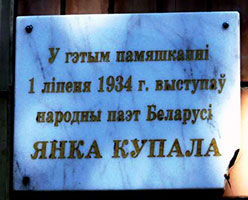 У гэтым памяшканні
1 ліпеня 1934 г. выступаў
народны паэт Беларусі
ЯНКА КУПАЛА